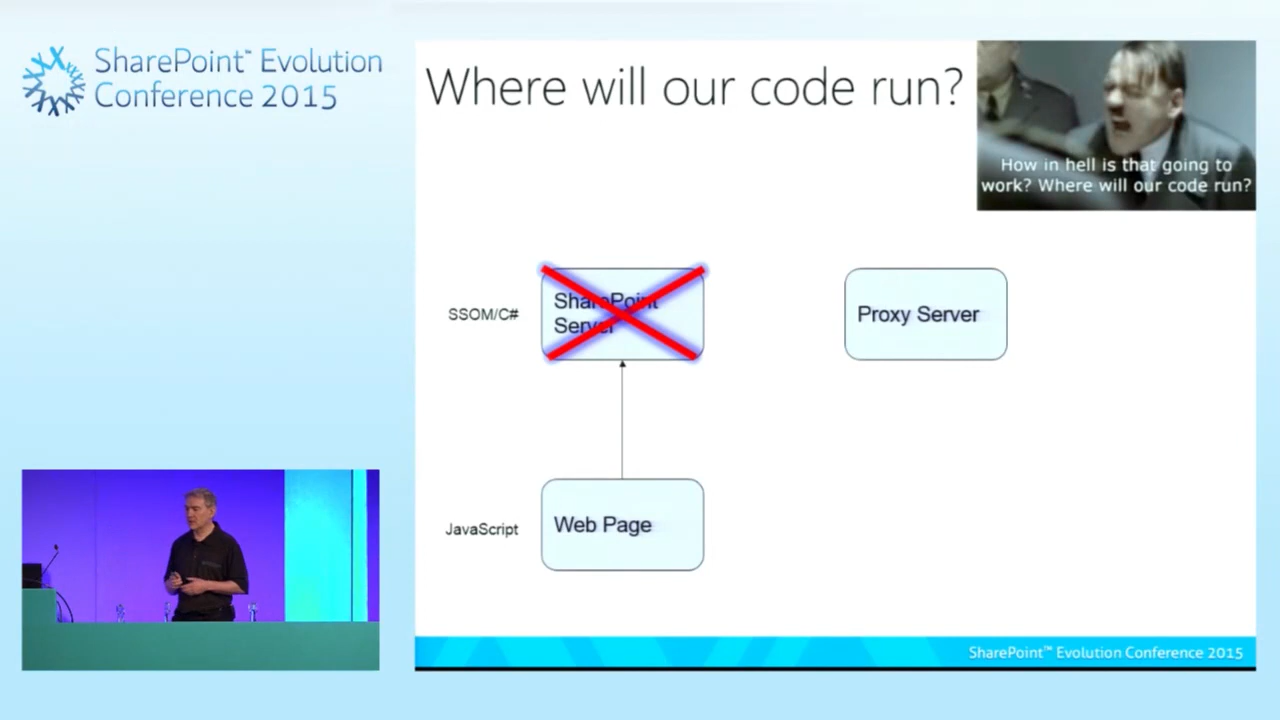 SharePoint™ Evolution
Conference 2015
Where will our code run?
How in hell is that going to
work? Where will our code run?
SSOM/C#
SharePoint
Server
Proxy Server
JavaScript
Web Page
SharePoint™ Evolution Conference 2015